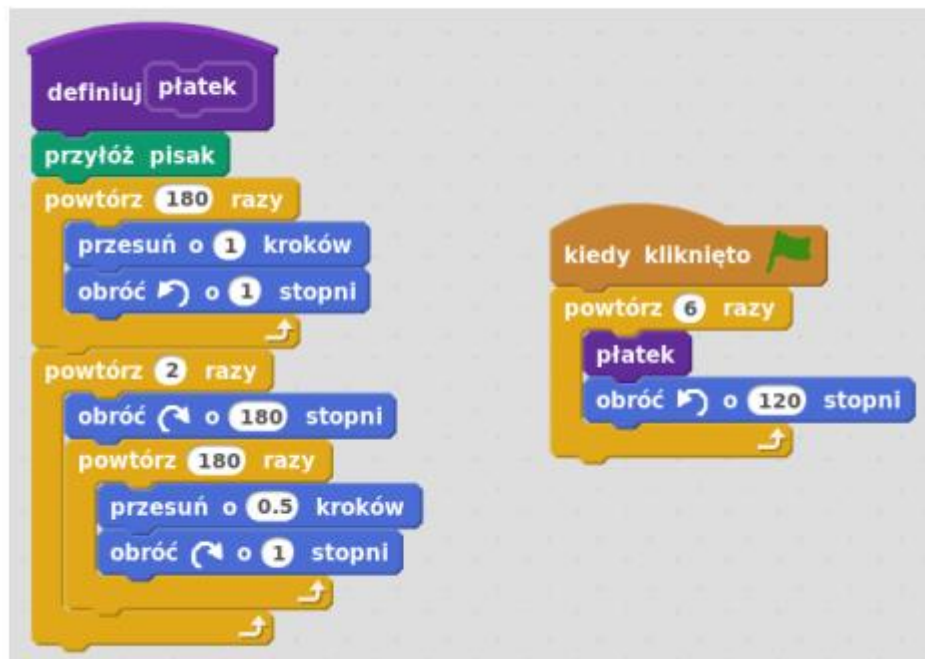 definiuj płatek
przyłóż pisak
powtórz 180 razy
przesuń o 1 kroków
obróć o 1 stopni
powtórz 2 razy
obróć o 180 stopni
powtórz 180 razy
przesuń o 0.5 kroków
obróć o 1 stopni
kiedy kliknięto
powtórz 6 razy
płatek
obróć o 120 stopni